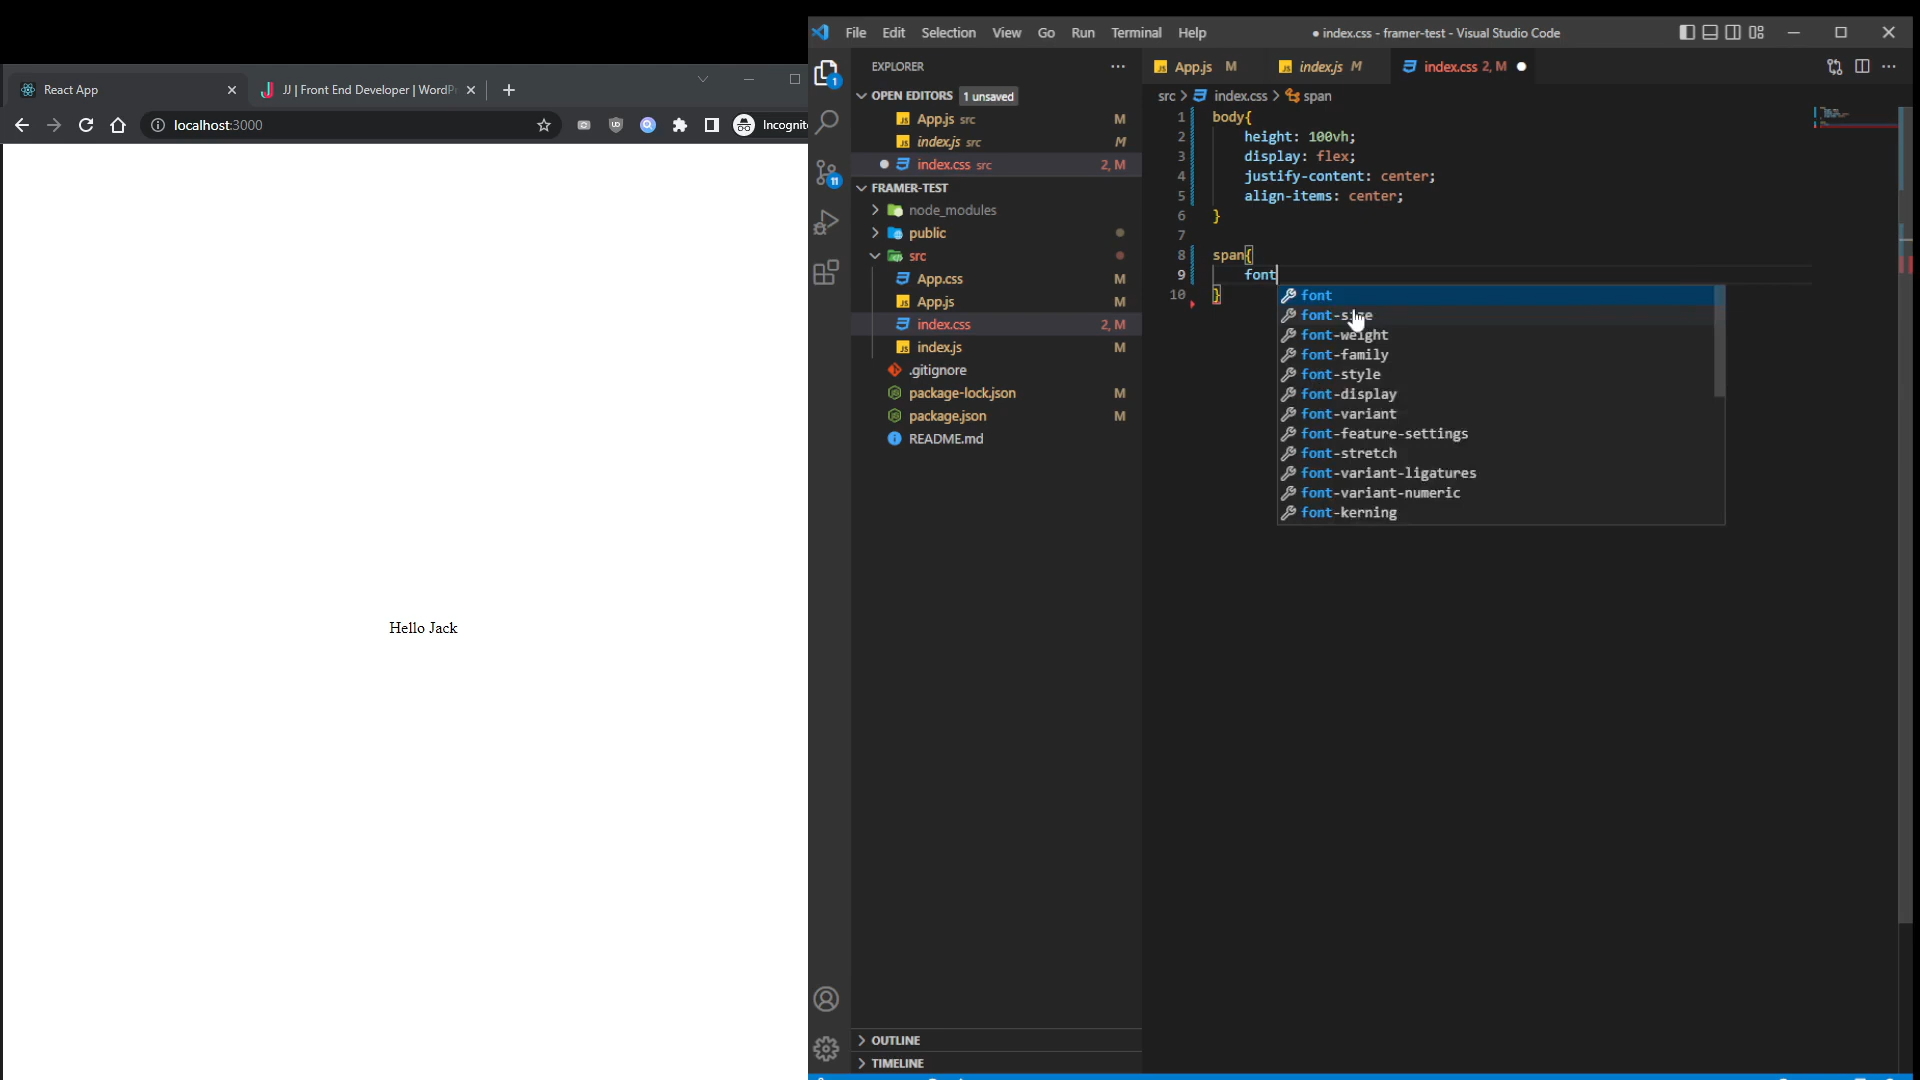 React App
JJ | Front End Developer | WordP
localhost:3000
Incognito
File Edit Selection View Go Run Terminal Help
● index.css - framer-test - Visual Studio Code
EXPLORER
OPEN EDITORS 1 unsaved
App.js src M
index.js src M
index.css src 2, M
FRAMER-TEST
node_modules
public
src
App.css M
App.js M
index.css 2, M
index.js M
.gitignore
package-lock.json M
package.json M
README.md
OUTLINE
TIMELINE
1
11
App.js M
index.js M
index.css 2, M
src > index.css > span
1 body{
2 height: 100vh;
3 display: flex;
4 justify-content: center;
5 align-items: center;
6 }
7
8 span{
9 font
10 }
font
font-size
font-weight
font-family
font-style
font-display
font-variant
font-feature-settings
font-stretch
font-variant-ligatures
font-variant-numeric
font-kerning
Hello Jack